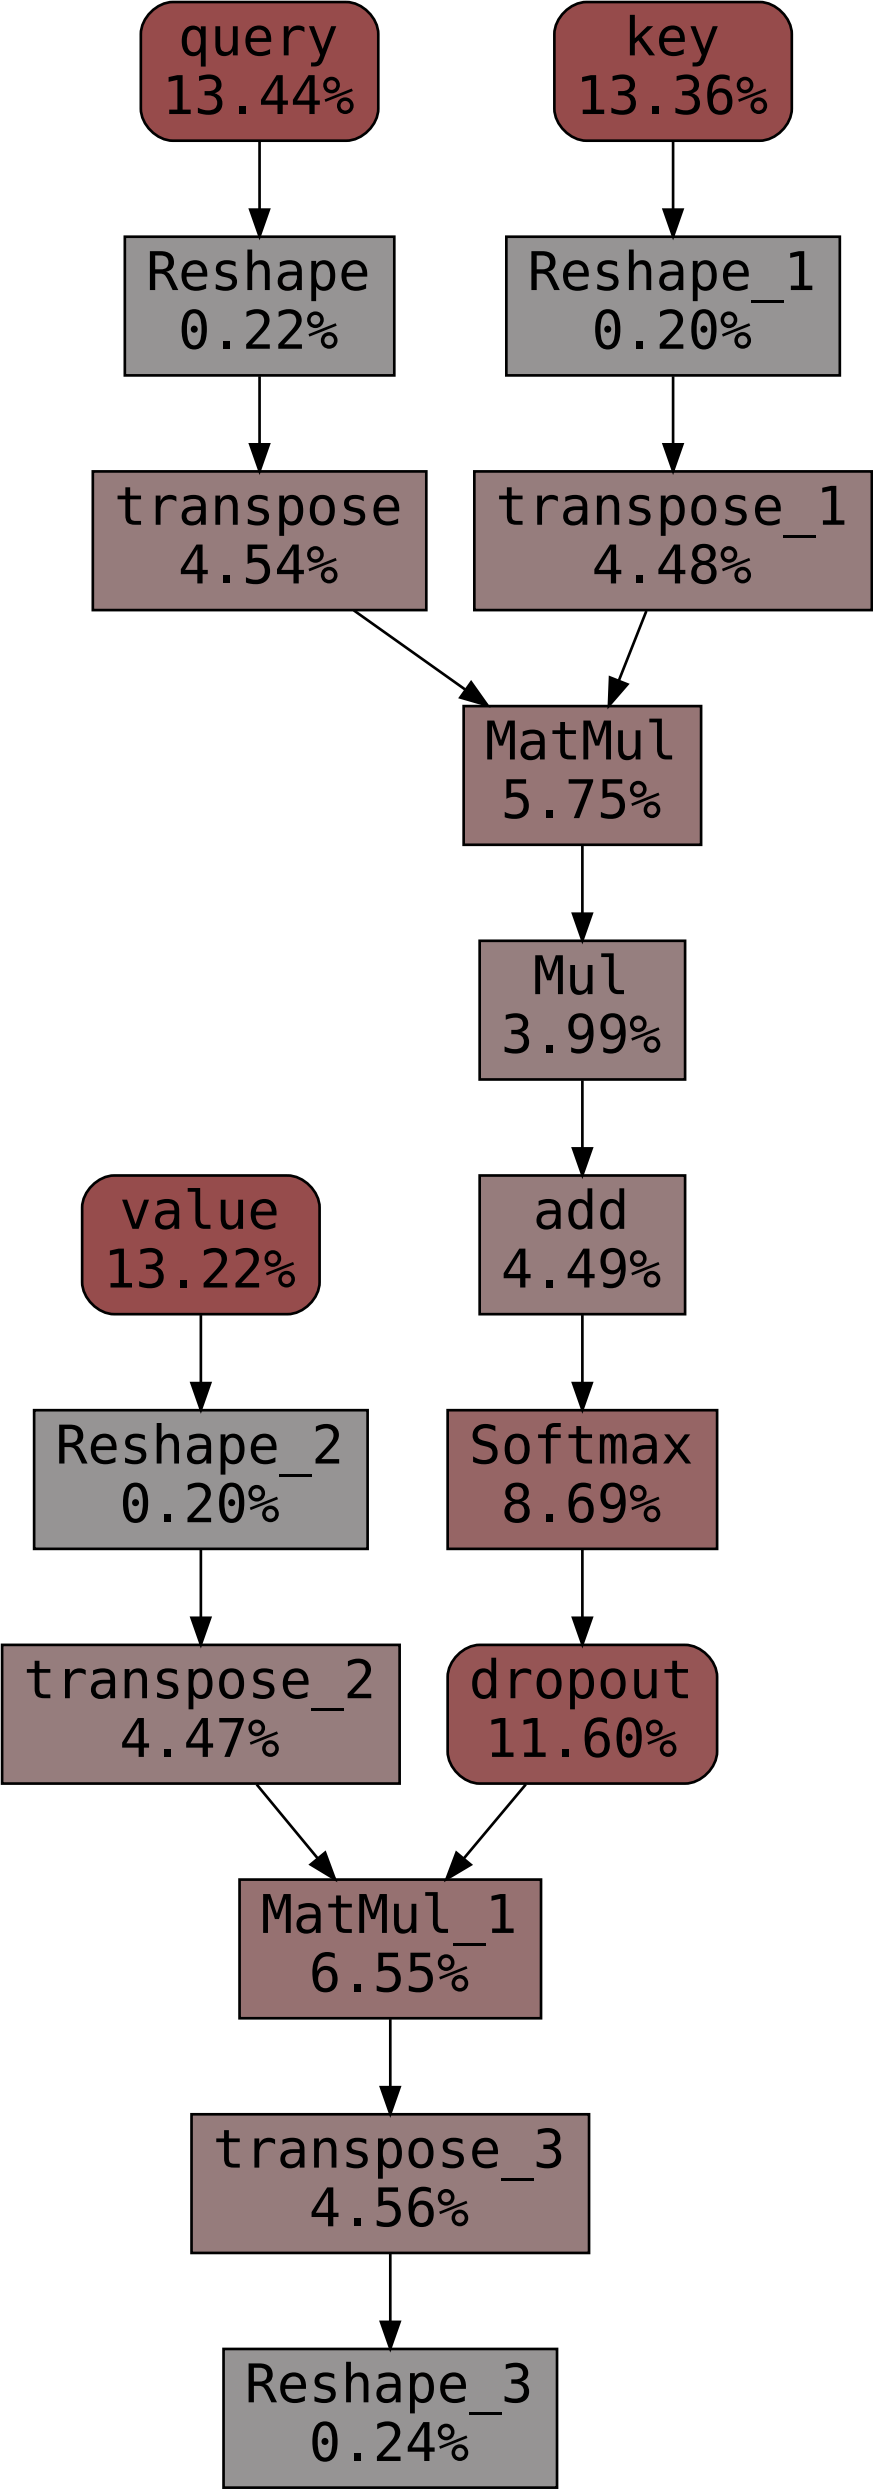 query
13.44%
key
13.36%
Reshape
0.22%
Reshape_1
0.20%
transpose
4.54%
transpose_1
4.48%
MatMul
5.75%
Mul
3.99%
value
13.22%
add
4.49%
Reshape_2
0.20%
Softmax
8.69%
transpose_2
4.47%
dropout
11.60%
MatMul_1
6.55%
transpose_3
4.56%
Reshape_3
0.24%